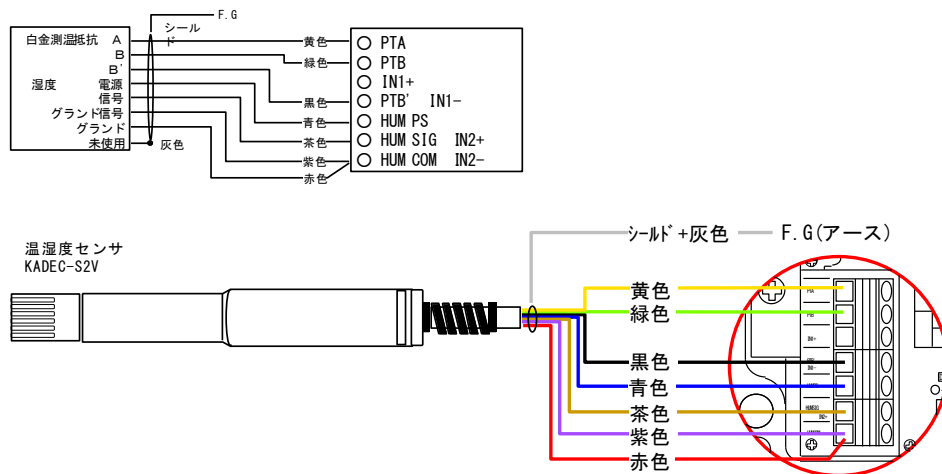 F.G
シールド
白金測温抵抗 A
B
B'
湿度 電源
信号
グランド信号
グランド
未使用
灰色
黄色
緑色
黒色
青色
茶色
紫色
赤色
PTA
PTB
IN1+
PTB' IN1-
HUM PS
HUM SIG IN2+
HUM COM IN2-
温湿度センサ
KADEC-S2V
シールド+灰色
F.G(アース)
黄色
緑色
黒色
青色
茶色
紫色
赤色
PTA
IN2+